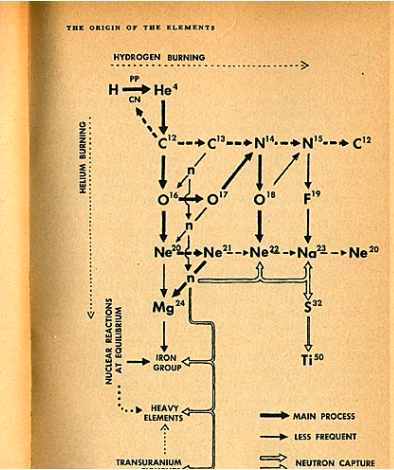 THE ORIGIN OF THE ELEMENTS
HYDROGEN BURNING
PP
H He⁴
CN
HELIUM BURNING
C¹² C¹³ N¹⁴ N¹⁵ C¹²
n
O¹⁶ O¹⁷ O¹⁸ F¹⁹
n
Ne²⁰ Ne²¹ Ne²² Na²³ Ne²⁰
n
Mg²⁴ S³²
NUCLEAR REACTIONS
AT EQUILIBRIUM
IRON
GROUP
Ti⁵⁰
HEAVY
ELEMENTS
MAIN PROCESS
LESS FREQUENT
TRANSURANIUM
NEUTRON CAPTURE